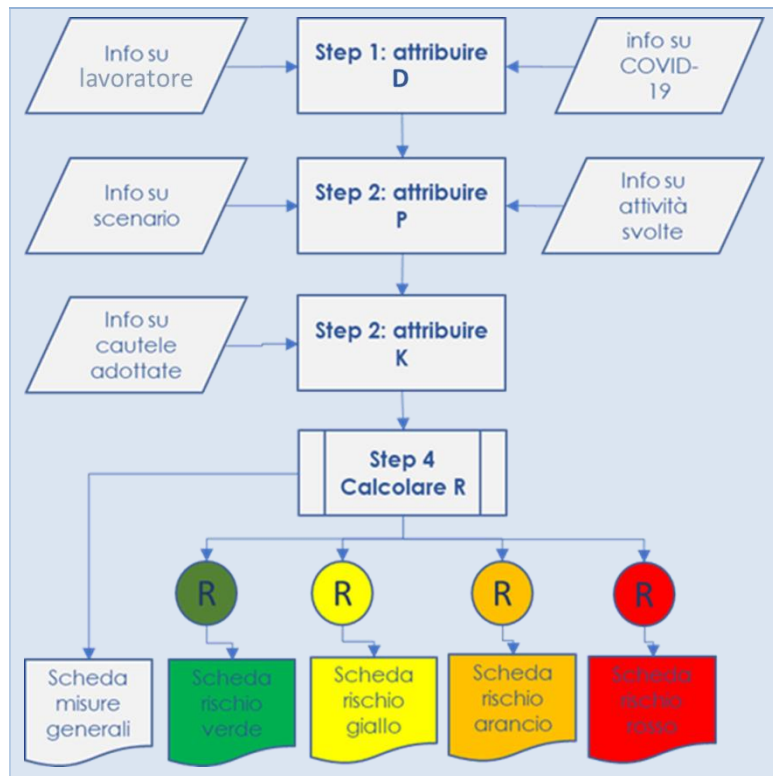 Info su
lavoratore
Step 1: attribuire
D
info su
COVID-
19
Info su
scenario
Step 2: attribuire
P
Info su
attività
svolte
Info su
cautele
adottate
Step 2: attribuire
K
Step 4
Calcolare R
R
R
R
R
Scheda
misure
generali
Scheda
rischio
verde
Scheda
rischio
giallo
Scheda
rischio
arancio
Scheda
rischio
rosso